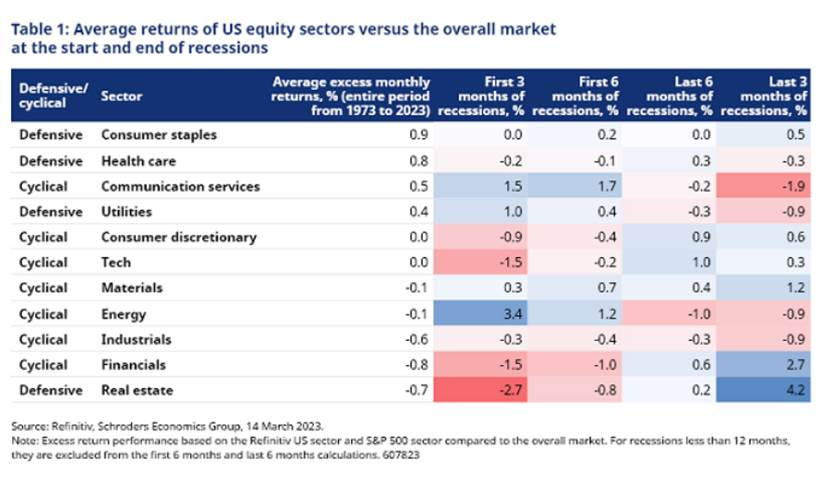 Table 1: Average returns of US equity sectors versus the overall market
at the start and end of recessions
Defensive/ cyclical Sector Average excess monthly returns, % (entire period from 1973 to 2023) First 3 months of recessions, % First 6 months of recessions, % Last 6 months of recessions, % Last 3 months of recessions, %
Defensive Consumer staples 0.9 0.0 0.2 0.0 0.5
Defensive Health care 0.8 -0.2 -0.1 0.3 -0.3
Cyclical Communication services 0.5 1.5 1.7 -0.2 -1.9
Defensive Utilities 0.4 1.0 0.4 -0.3 -0.9
Cyclical Consumer discretionary 0.0 -0.9 -0.4 0.9 0.6
Cyclical Tech 0.0 -1.5 -0.2 1.0 0.3
Cyclical Materials -0.1 0.3 0.7 0.4 1.2
Cyclical Energy -0.1 3.4 1.2 -1.0 -0.9
Cyclical Industrials -0.6 -0.3 -0.4 -0.3 -0.9
Cyclical Financials -0.8 -1.5 -1.0 0.6 2.7
Defensive Real estate -0.7 -2.7 -0.8 0.2 4.2
Source: Refinitiv, Schroders Economics Group, 14 March 2023.
Note: Excess return performance based on the Refinitiv US sector and S&P 500 sector compared to the overall market. For recessions less than 12 months,
they are excluded from the first 6 months and last 6 months calculations. 607823